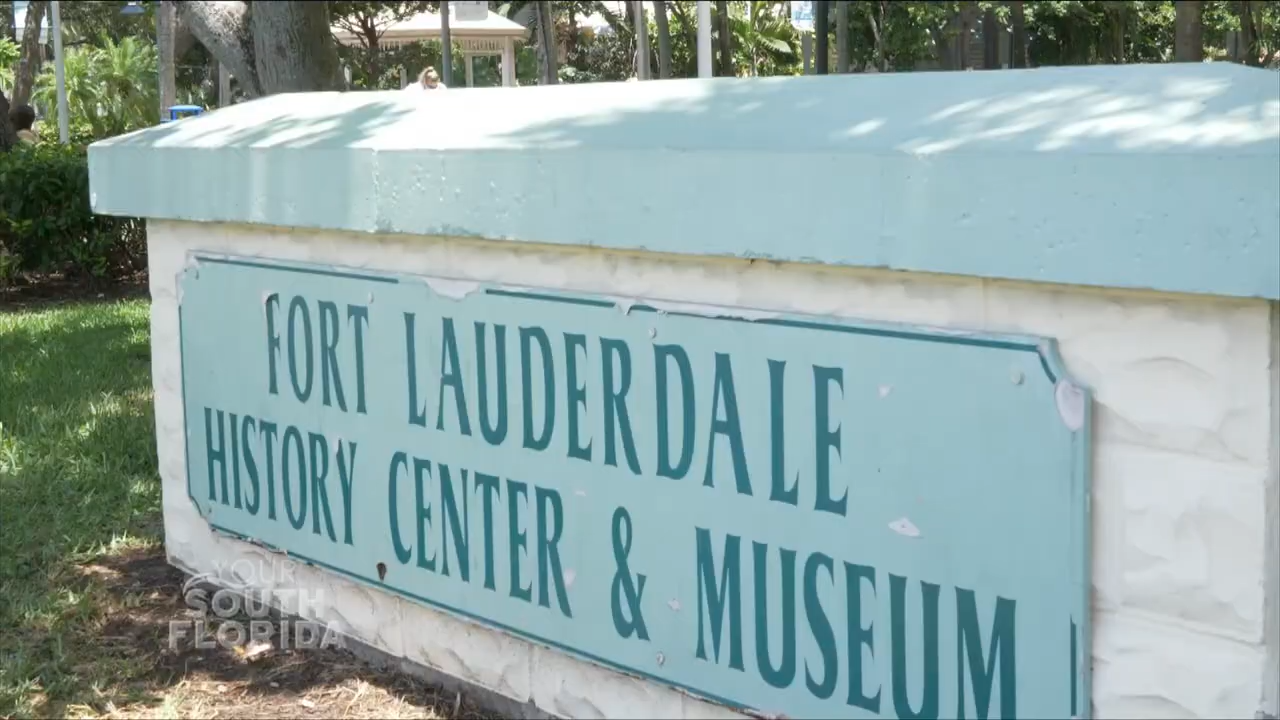 FORT LAUDERDALE
HISTORY CENTER & MUSEUM
YOUR
SOUTH
FLORIDA